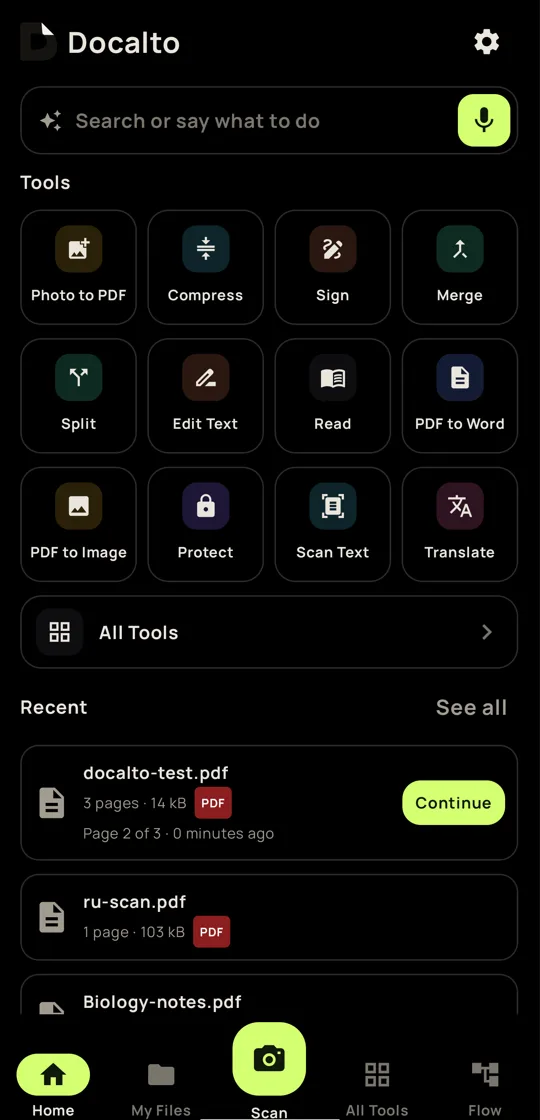 Docalto
Search or say what to do
Tools
Photo to PDF
Compress
Sign
Merge
Split
Edit Text
Read
PDF to Word
PDF to Image
Protect
Scan Text
Translate
All Tools
Recent
See all
docalto-test.pdf
3 pages · 14 kB PDF
Page 2 of 3 · 0 minutes ago
Continue
ru-scan.pdf
1 page · 103 kB PDF
Biology-notes.pdf
Home
My Files
Scan
All Tools
Flow